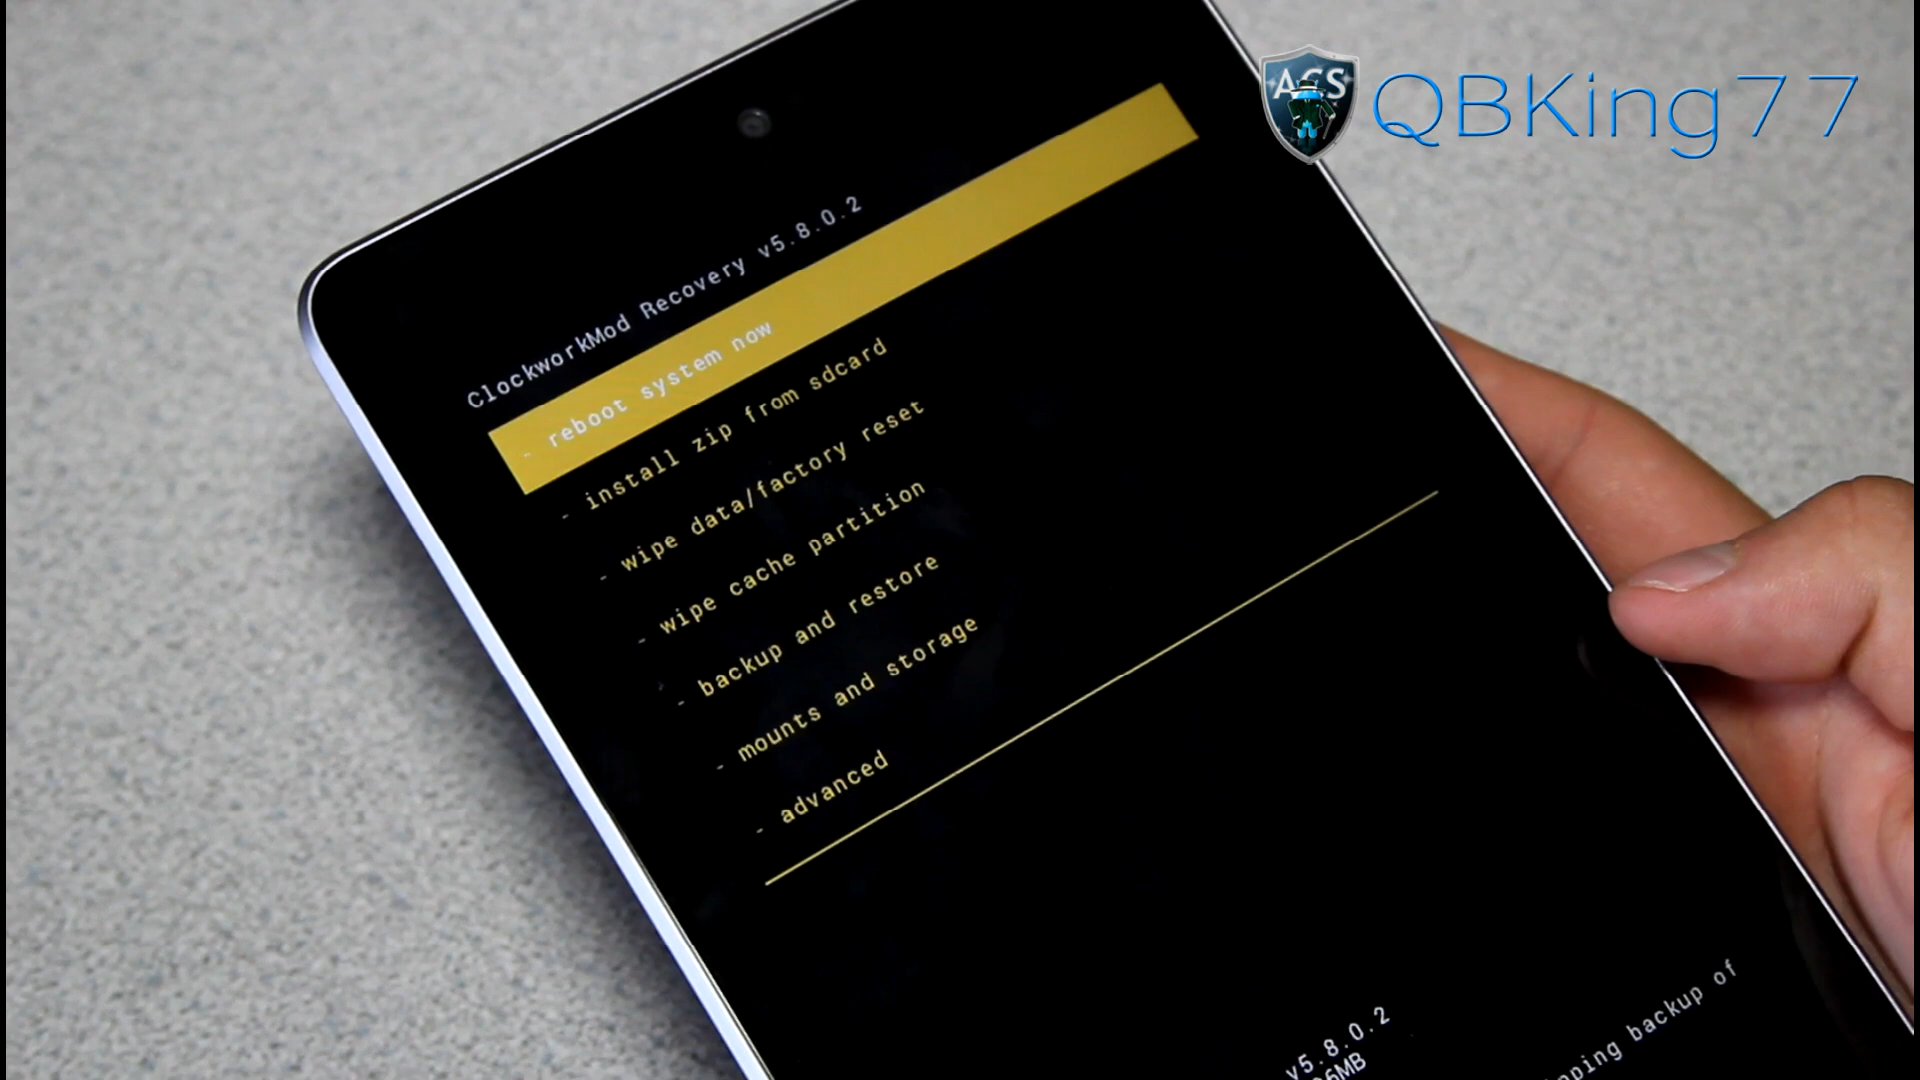 ACS
QBKing77
ClockworkMod Recovery v5.8.0.2
- reboot system now
- install zip from sdcard
- wipe data/factory reset
- wipe cache partition
- backup and restore
- mounts and storage
- advanced
v5.8.0.2
backup of